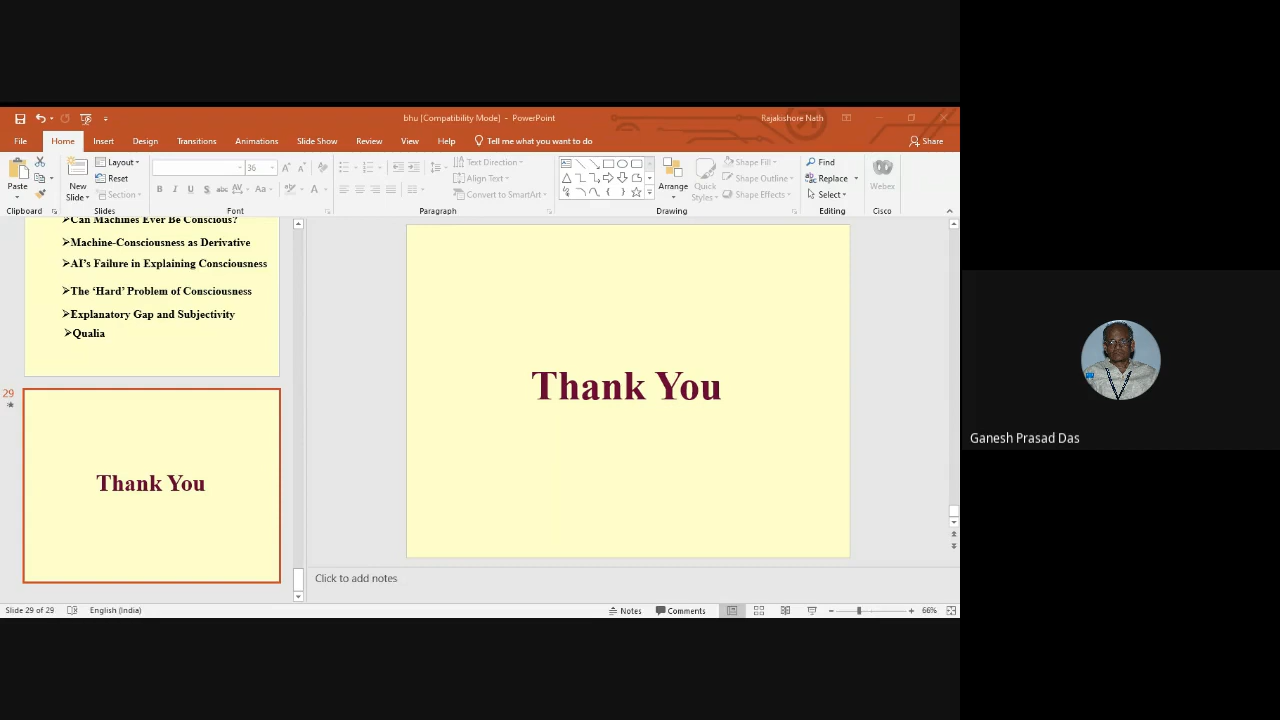 bhu [Compatibility Mode] - PowerPoint
Rajakishore Nath
File Home Insert Design Transitions Animations Slide Show Review View Help Tell me what you want to do Share
Paste
Clipboard
New Slide
Layout
Reset
Section
Slides
36
Font
Text Direction
Align Text
Convert to SmartArt
Paragraph
Arrange
Quick Styles
Shape Fill
Shape Outline
Shape Effects
Drawing
Find
Replace
Select
Editing
Webex
Cisco
➢Can Machines Ever Be Conscious?
➢Machine-Consciousness as Derivative
➢AI's Failure in Explaining Consciousness
➢The ‘Hard’ Problem of Consciousness
➢Explanatory Gap and Subjectivity
➢Qualia
29
Thank You
Thank You
Click to add notes
Slide 29 of 29 English (India) Notes Comments 66%
Ganesh Prasad Das